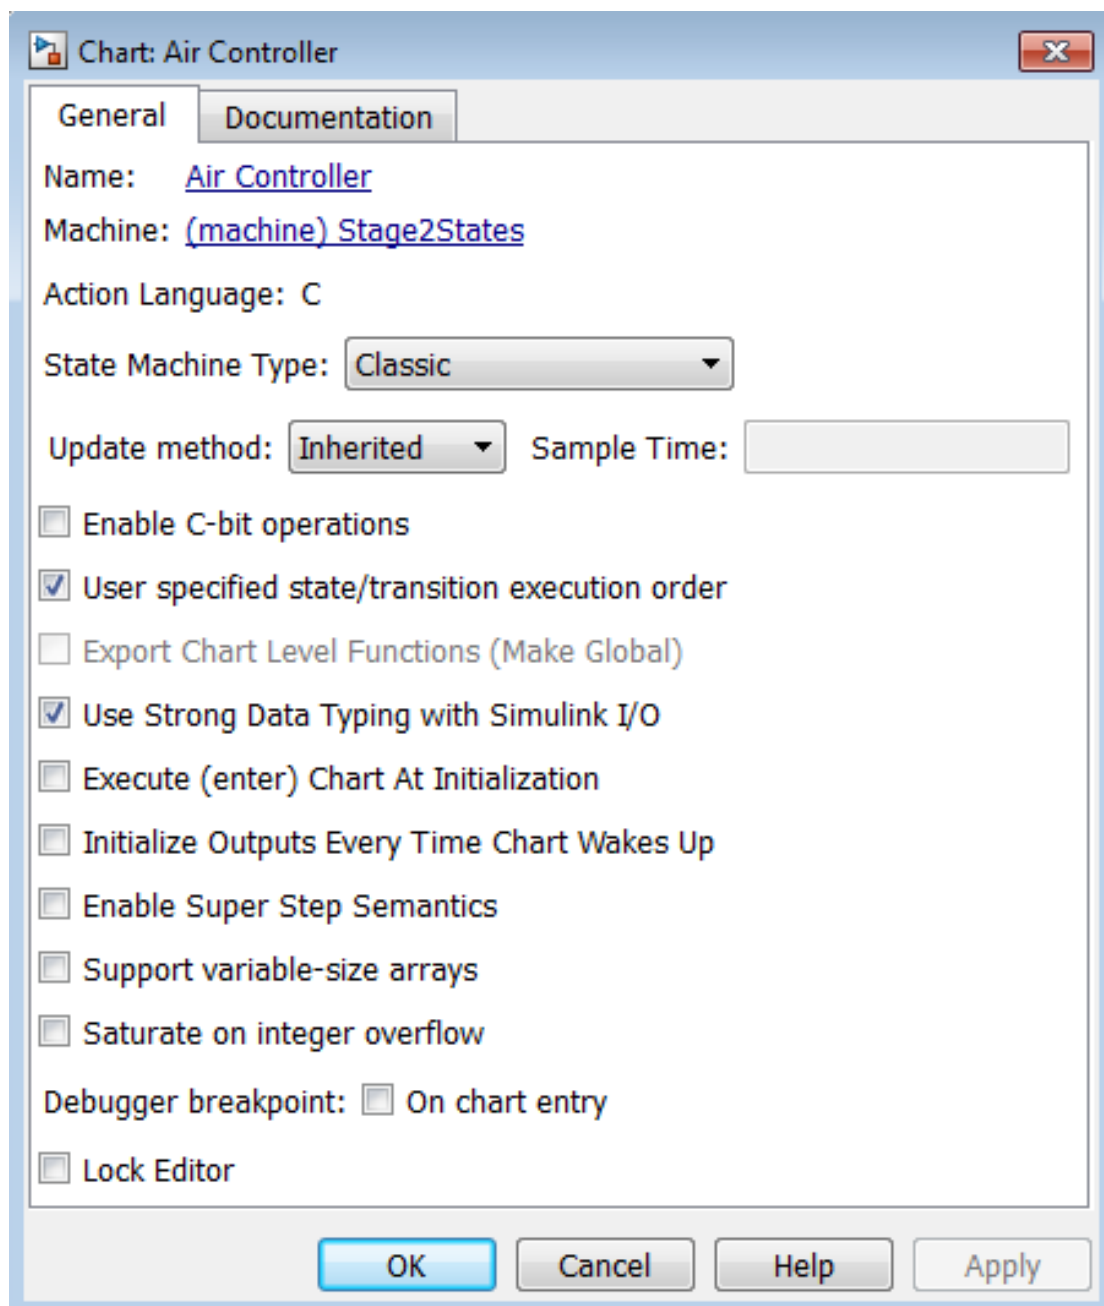 Chart: Air Controller
General Documentation
Name: Air Controller
Machine: (machine) Stage2States
Action Language: C
State Machine Type: Classic
Update method: Inherited Sample Time:
Enable C-bit operations
User specified state/transition execution order
Export Chart Level Functions (Make Global)
Use Strong Data Typing with Simulink I/O
Execute (enter) Chart At Initialization
Initialize Outputs Every Time Chart Wakes Up
Enable Super Step Semantics
Support variable-size arrays
Saturate on integer overflow
Debugger breakpoint: On chart entry
Lock Editor
OK Cancel Help Apply